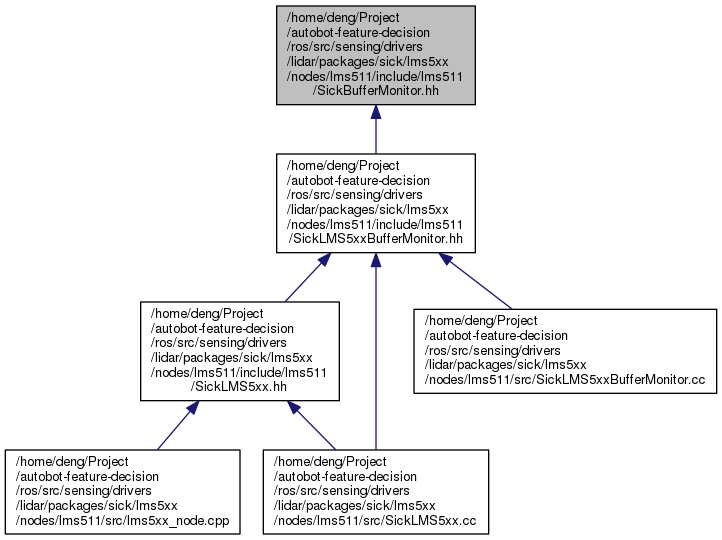 /home/deng/Project
/autobot-feature-decision
/ros/src/sensing/drivers
/lidar/packages/sick/lms5xx
/nodes/lms511/include/lms511
/SickBufferMonitor.hh
/home/deng/Project
/autobot-feature-decision
/ros/src/sensing/drivers
/lidar/packages/sick/lms5xx
/nodes/lms511/include/lms511
/SickLMS5xxBufferMonitor.hh
/home/deng/Project
/autobot-feature-decision
/ros/src/sensing/drivers
/lidar/packages/sick/lms5xx
/nodes/lms511/include/lms511
/SickLMS5xx.hh
/home/deng/Project
/autobot-feature-decision
/ros/src/sensing/drivers
/lidar/packages/sick/lms5xx
/nodes/lms511/src/SickLMS5xxBufferMonitor.cc
/home/deng/Project
/autobot-feature-decision
/ros/src/sensing/drivers
/lidar/packages/sick/lms5xx
/nodes/lms511/src/lms5xx_node.cpp
/home/deng/Project
/autobot-feature-decision
/ros/src/sensing/drivers
/lidar/packages/sick/lms5xx
/nodes/lms511/src/SickLMS5xx.cc